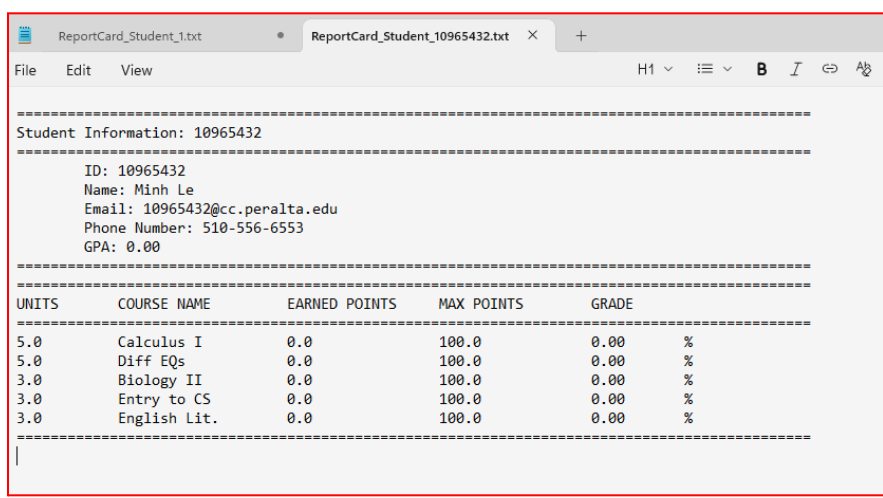 ReportCard_Student_1.txt ReportCard_Student_10965432.txt
File Edit View H1 B I
==============================================================================================
Student Information: 10965432
==============================================================================================
ID: 10965432
Name: Minh Le
Email: 10965432@cc.peralta.edu
Phone Number: 510-556-6553
GPA: 0.00
==============================================================================================
==============================================================================================
UNITS COURSE NAME EARNED POINTS MAX POINTS GRADE
==============================================================================================
5.0 Calculus I 0.0 100.0 0.00 %
5.0 Diff EQs 0.0 100.0 0.00 %
3.0 Biology II 0.0 100.0 0.00 %
3.0 Entry to CS 0.0 100.0 0.00 %
3.0 English Lit. 0.0 100.0 0.00 %
==============================================================================================